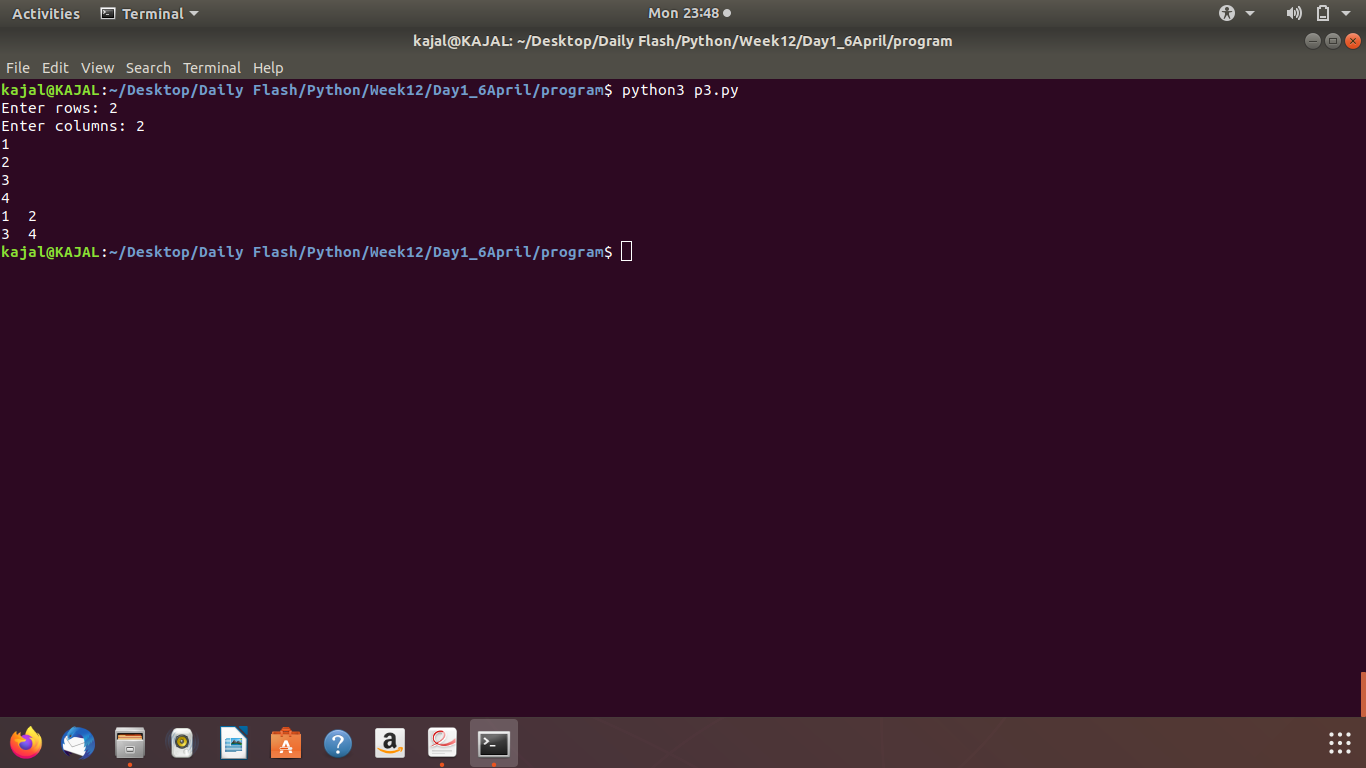 Activities Terminal Mon 23:48
kajal@KAJAL: ~/Desktop/Daily Flash/Python/Week12/Day1_6April/program
File Edit View Search Terminal Help
kajal@KAJAL:~/Desktop/Daily Flash/Python/Week12/Day1_6April/program$ python3 p3.py
Enter rows: 2
Enter columns: 2
1
2
3
4
1  2
3  4
kajal@KAJAL:~/Desktop/Daily Flash/Python/Week12/Day1_6April/program$